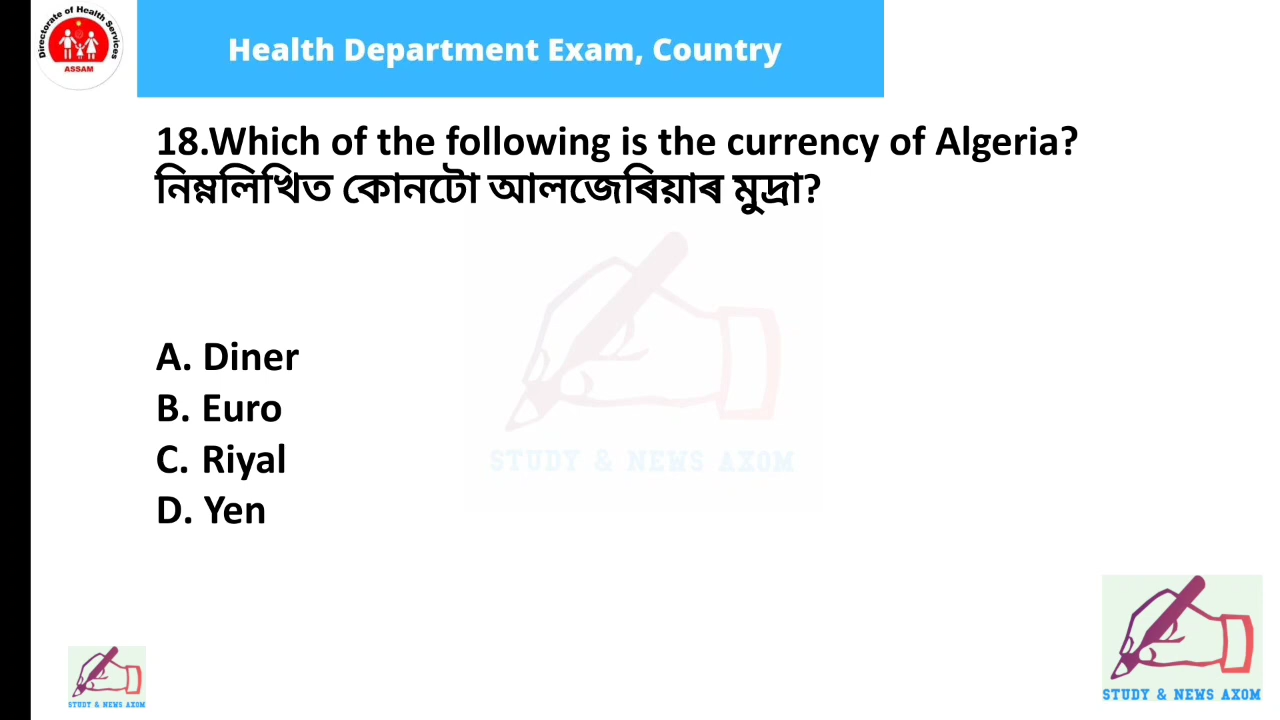 Directorate of Health Services
ASSAM
Health Department Exam, Country
18.Which of the following is the currency of Algeria?
নিম্নলিখিত কোনটো আলজেৰিয়াৰ মুদ্ৰা?
A. Diner
B. Euro
C. Riyal
D. Yen
STUDY & NEWS AXOM
STUDY & NEWS AXOM
STUDY & NEWS AXOM